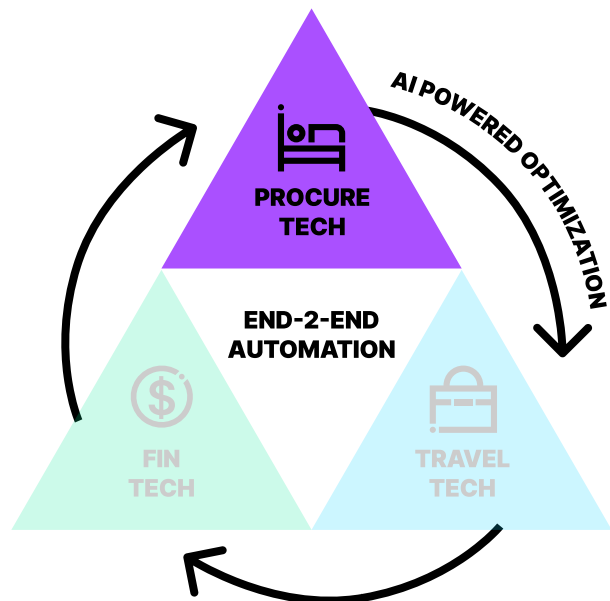 AI POWERED OPTIMIZATION
PROCURE
TECH
END-2-END
AUTOMATION
FIN
TECH
TRAVEL
TECH